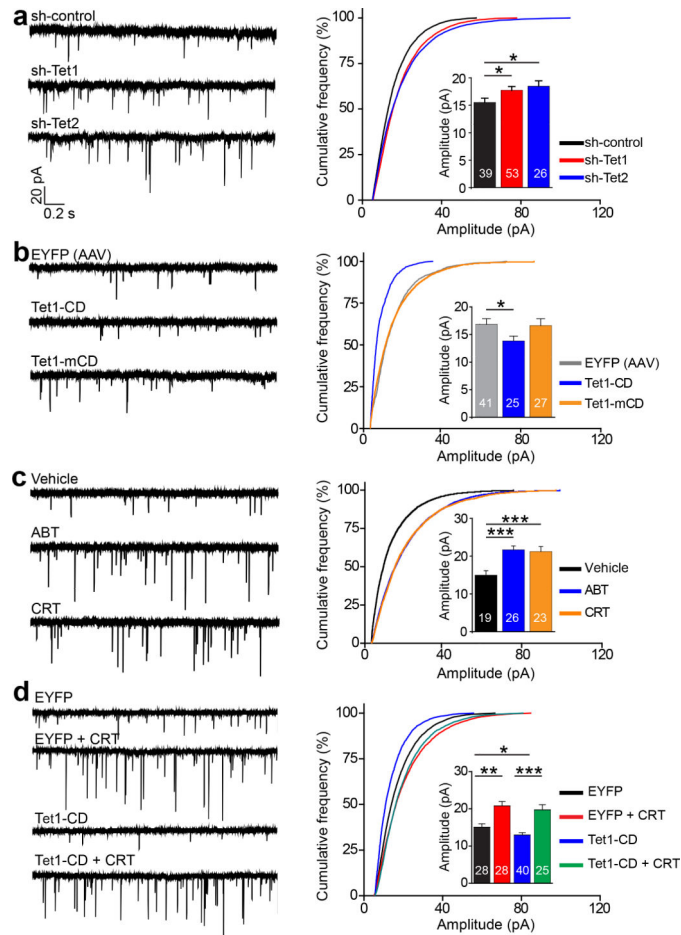 a
sh-control
sh-Tet1
sh-Tet2
20 pA
0.2 s
Cumulative frequency (%)
100
75
50
25
0
0 40 80 120
Amplitude (pA)
Amplitude (pA)
20
15
10
5
0
*
*
39 53 26
sh-control
sh-Tet1
sh-Tet2
b
EYFP (AAV)
Tet1-CD
Tet1-mCD
Cumulative frequency (%)
100
75
50
25
0
0 40 80 120
Amplitude (pA)
Amplitude (pA)
20
15
10
5
0
*
41 25 27
EYFP (AAV)
Tet1-CD
Tet1-mCD
c
Vehicle
ABT
CRT
Cumulative frequency (%)
100
75
50
25
0
0 40 80 120
Amplitude (pA)
Amplitude (pA)
30
20
10
0
***
***
19 26 23
Vehicle
ABT
CRT
d
EYFP
EYFP + CRT
Tet1-CD
Tet1-CD + CRT
Cumulative frequency (%)
100
75
50
25
0
0 40 80 120
Amplitude (pA)
Amplitude (pA)
30
20
10
0
*
** ***
28 28 40 25
EYFP
EYFP + CRT
Tet1-CD
Tet1-CD + CRT